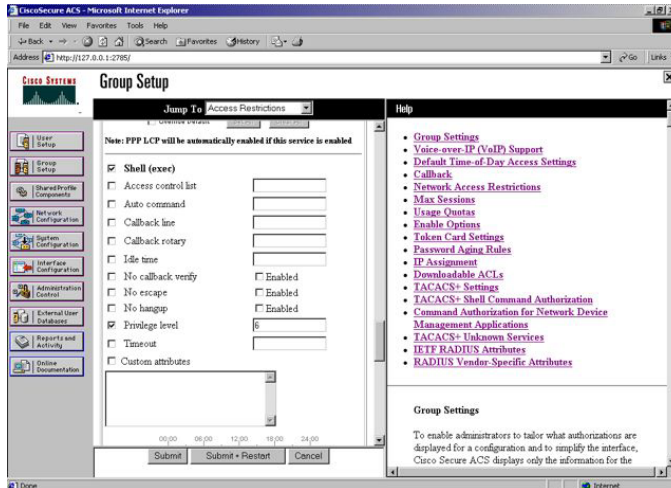 CiscoSecure ACS - Microsoft Internet Explorer
File Edit View Favorites Tools Help
Back Search Favorites History
Address http://127.0.0.1:2785/ Go Links
CISCO SYSTEMS
Group Setup
Jump To Access Restrictions
User Setup
Group Setup
Shared Profile Components
Network Configuration
System Configuration
Interface Configuration
Administration Control
External User Databases
Reports and Activity
Online Documentation
Note: PPP LCP will be automatically enabled if this service is enabled
Shell (exec)
Access control list
Auto command
Callback line
Callback rotary
Idle time
No callback verify Enabled
No escape Enabled
No hangup Enabled
Privilege level 6
Timeout
Custom attributes
00;00 06;00 12;00 18;00 24;00
Submit Submit + Restart Cancel
Help
Group Settings
Voice-over-IP (VoIP) Support
Default Time-of-Day Access Settings
Callback
Network Access Restrictions
Max Sessions
Usage Quotas
Enable Options
Token Card Settings
Password Aging Rules
IP Assignment
Downloadable ACLs
TACACS+ Settings
TACACS+ Shell Command Authorization
Command Authorization for Network Device
Management Applications
TACACS+ Unknown Services
IETF RADIUS Attributes
RADIUS Vendor-Specific Attributes
Group Settings
To enable administrators to tailor what authorizations are
displayed for a configuration and to simplify the interface,
Cisco Secure ACS displays only the information for the
Done Internet